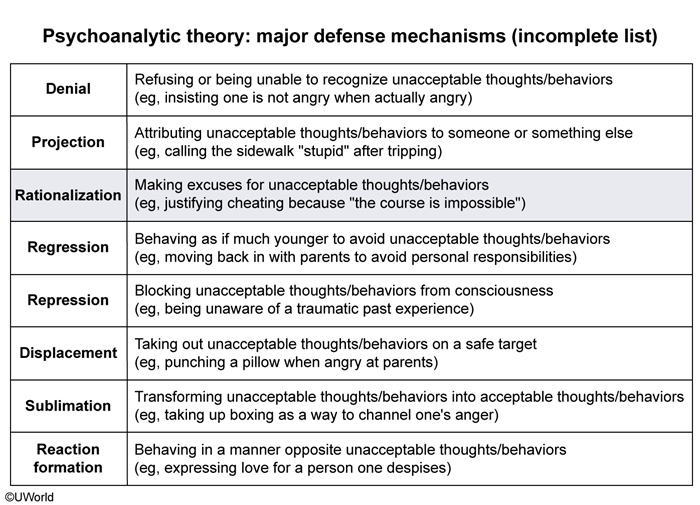 Psychoanalytic theory: major defense mechanisms (incomplete list)
Denial
Refusing or being unable to recognize unacceptable thoughts/behaviors
(eg, insisting one is not angry when actually angry)
Projection
Attributing unacceptable thoughts/behaviors to someone or something else
(eg, calling the sidewalk "stupid" after tripping)
Rationalization
Making excuses for unacceptable thoughts/behaviors
(eg, justifying cheating because "the course is impossible")
Regression
Behaving as if much younger to avoid unacceptable thoughts/behaviors
(eg, moving back in with parents to avoid personal responsibilities)
Repression
Blocking unacceptable thoughts/behaviors from consciousness
(eg, being unaware of a traumatic past experience)
Displacement
Taking out unacceptable thoughts/behaviors on a safe target
(eg, punching a pillow when angry at parents)
Sublimation
Transforming unacceptable thoughts/behaviors into acceptable thoughts/behaviors
(eg, taking up boxing as a way to channel one's anger)
Reaction
formation
Behaving in a manner opposite unacceptable thoughts/behaviors
(eg, expressing love for a person one despises)
©UWorld